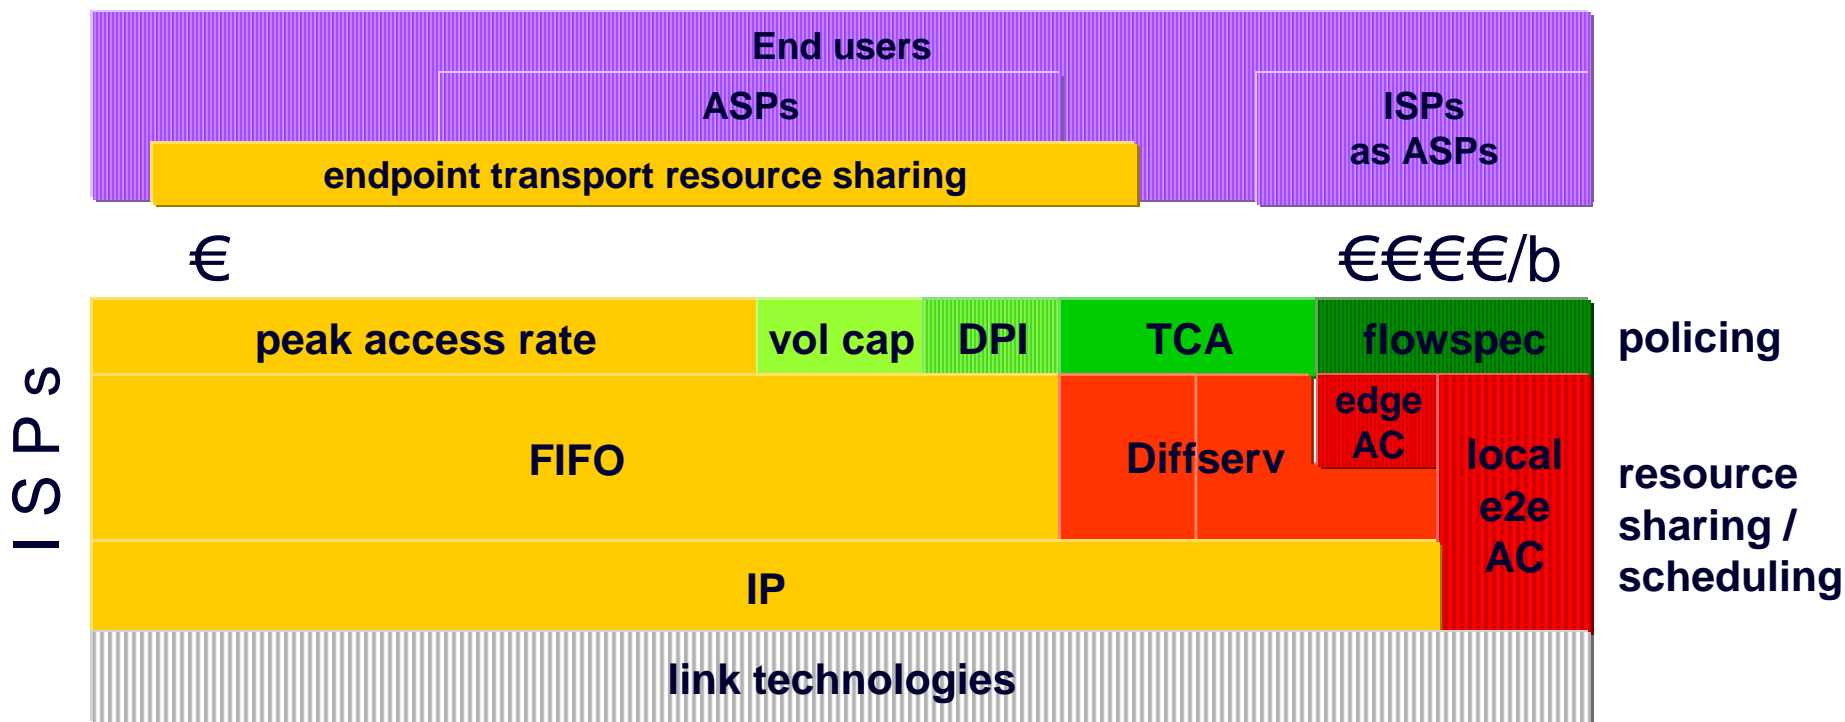 End users
ASPs
ISPs
as ASPs
endpoint transport resource sharing
€
€€€€/b
ISPs
peak access rate
vol cap
DPI
TCA
flowspec
policing
FIFO
Diffserv
edge
AC
local
e2e
AC
resource
sharing /
scheduling
IP
link technologies